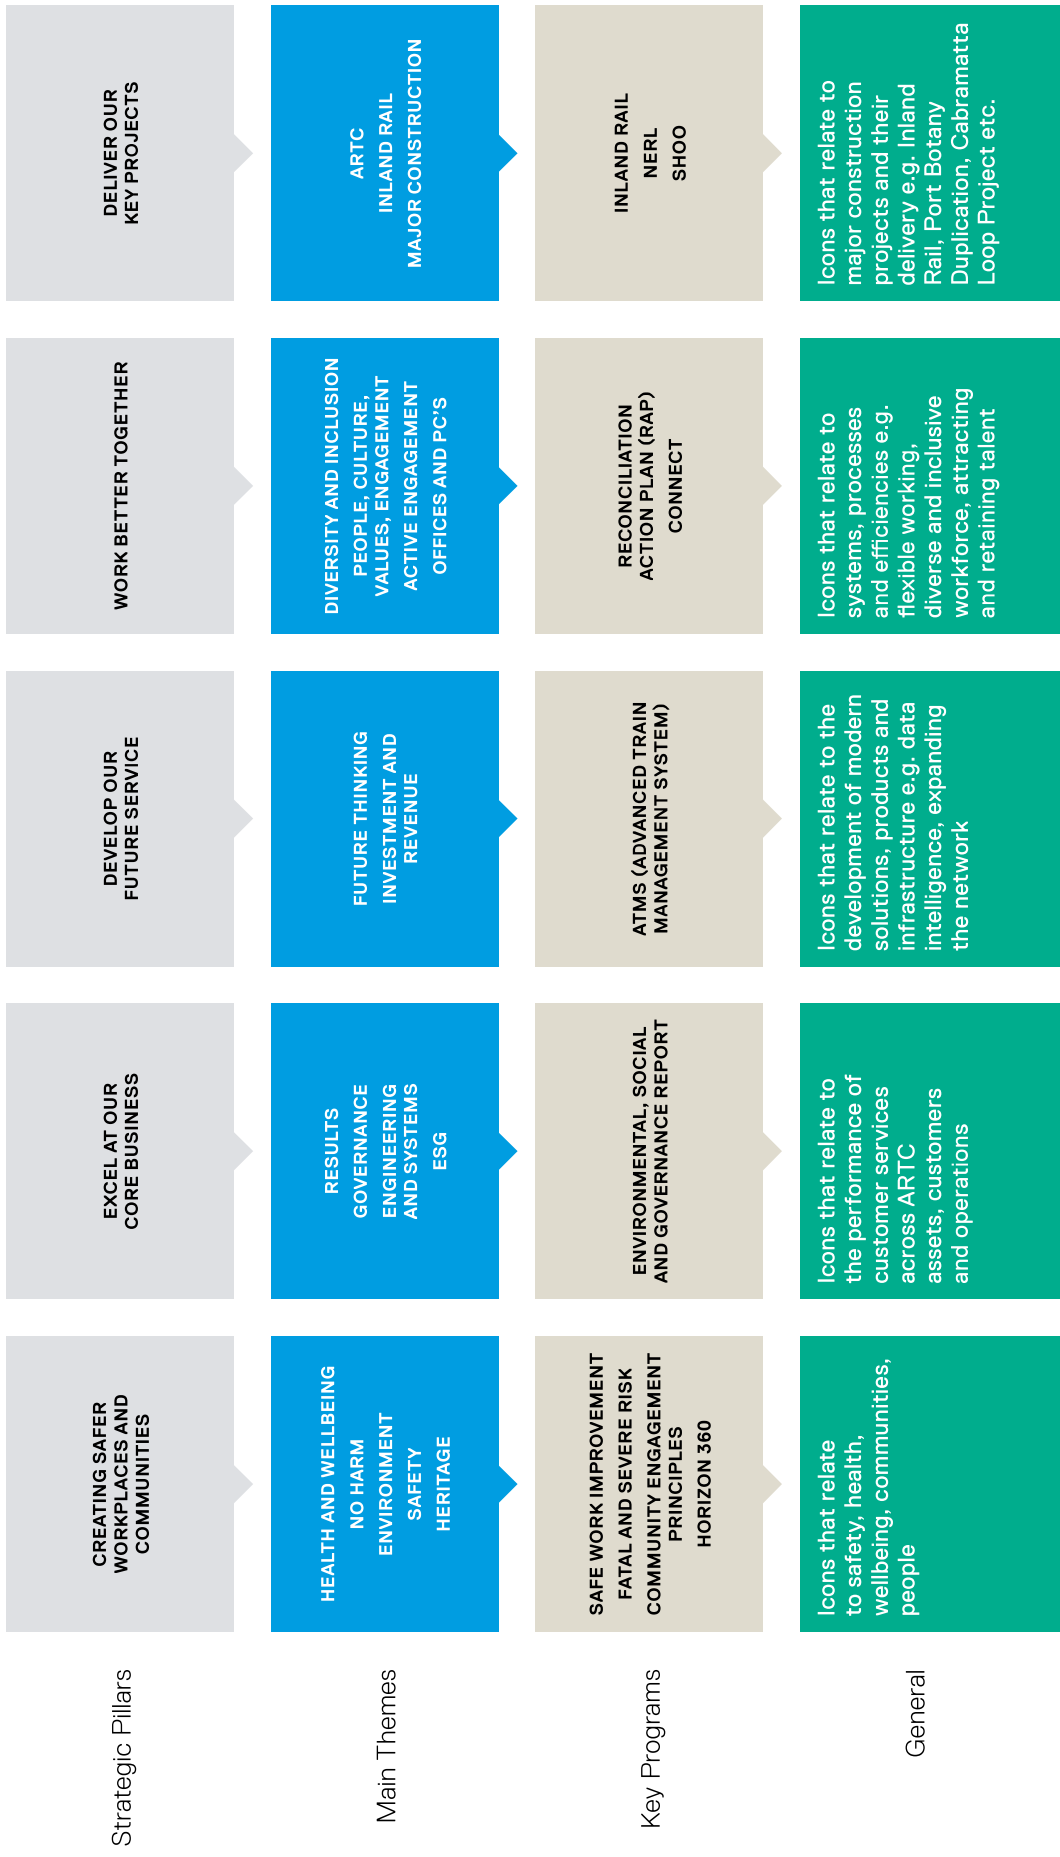 Strategic Pillars
CREATING SAFER
WORKPLACES AND
COMMUNITIES
EXCEL AT OUR
CORE BUSINESS
DEVELOP OUR
FUTURE SERVICE
WORK BETTER TOGETHER
DELIVER OUR
KEY PROJECTS
Main Themes
HEALTH AND WELLBEING
NO HARM
ENVIRONMENT
SAFETY
HERITAGE
RESULTS
GOVERNANCE
ENGINEERING
AND SYSTEMS
ESG
FUTURE THINKING
INVESTMENT AND
REVENUE
DIVERSITY AND INCLUSION
PEOPLE, CULTURE,
VALUES, ENGAGEMENT
ACTIVE ENGAGEMENT
OFFICES AND PC'S
ARTC
INLAND RAIL
MAJOR CONSTRUCTION
Key Programs
SAFE WORK IMPROVEMENT
FATAL AND SEVERE RISK
COMMUNITY ENGAGEMENT
PRINCIPLES
HORIZON 360
ENVIRONMENTAL, SOCIAL
AND GOVERNANCE REPORT
ATMS (ADVANCED TRAIN
MANAGEMENT SYSTEM)
RECONCILIATION
ACTION PLAN (RAP)
CONNECT
INLAND RAIL
NERL
SHOO
General
Icons that relate
to safety, health,
wellbeing, communities,
people
Icons that relate to
the performance of
customer services
across ARTC
assets, customers
and operations
Icons that relate to the
development of modern
solutions, products and
infrastructure e.g. data
intelligence, expanding
the network
Icons that relate to
systems, processes
and efficiencies e.g.
flexible working,
diverse and inclusive
workforce, attracting
and retaining talent
Icons that relate to
major construction
projects and their
delivery e.g. Inland
Rail, Port Botany
Duplication, Cabramatta
Loop Project etc.